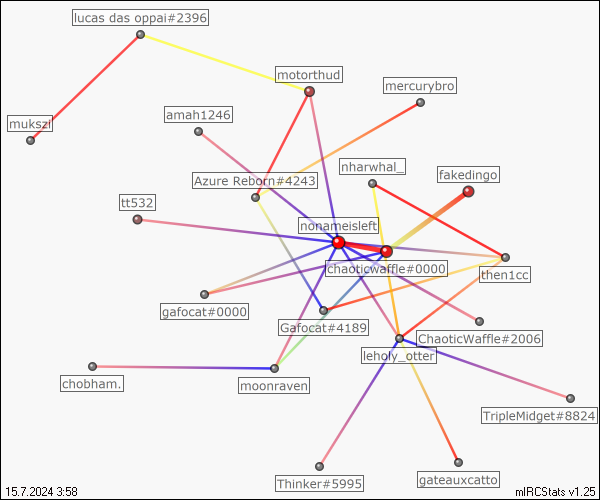 lucas das oppai#2396
motorthud
mercurybro
amah1246
mukszi
nharwhal_
fakedingo
Azure Reborn#4243
tt532
nonameisleft
chaoticwaffle#0000
then1cc
gafocat#0000
Gafocat#4189
ChaoticWaffle#2006
leholy_otter
chobham.
moonraven
TripleMidget#8824
Thinker#5995
gateauxcatto
15.7.2024 3:58
mIRCStats v1.25